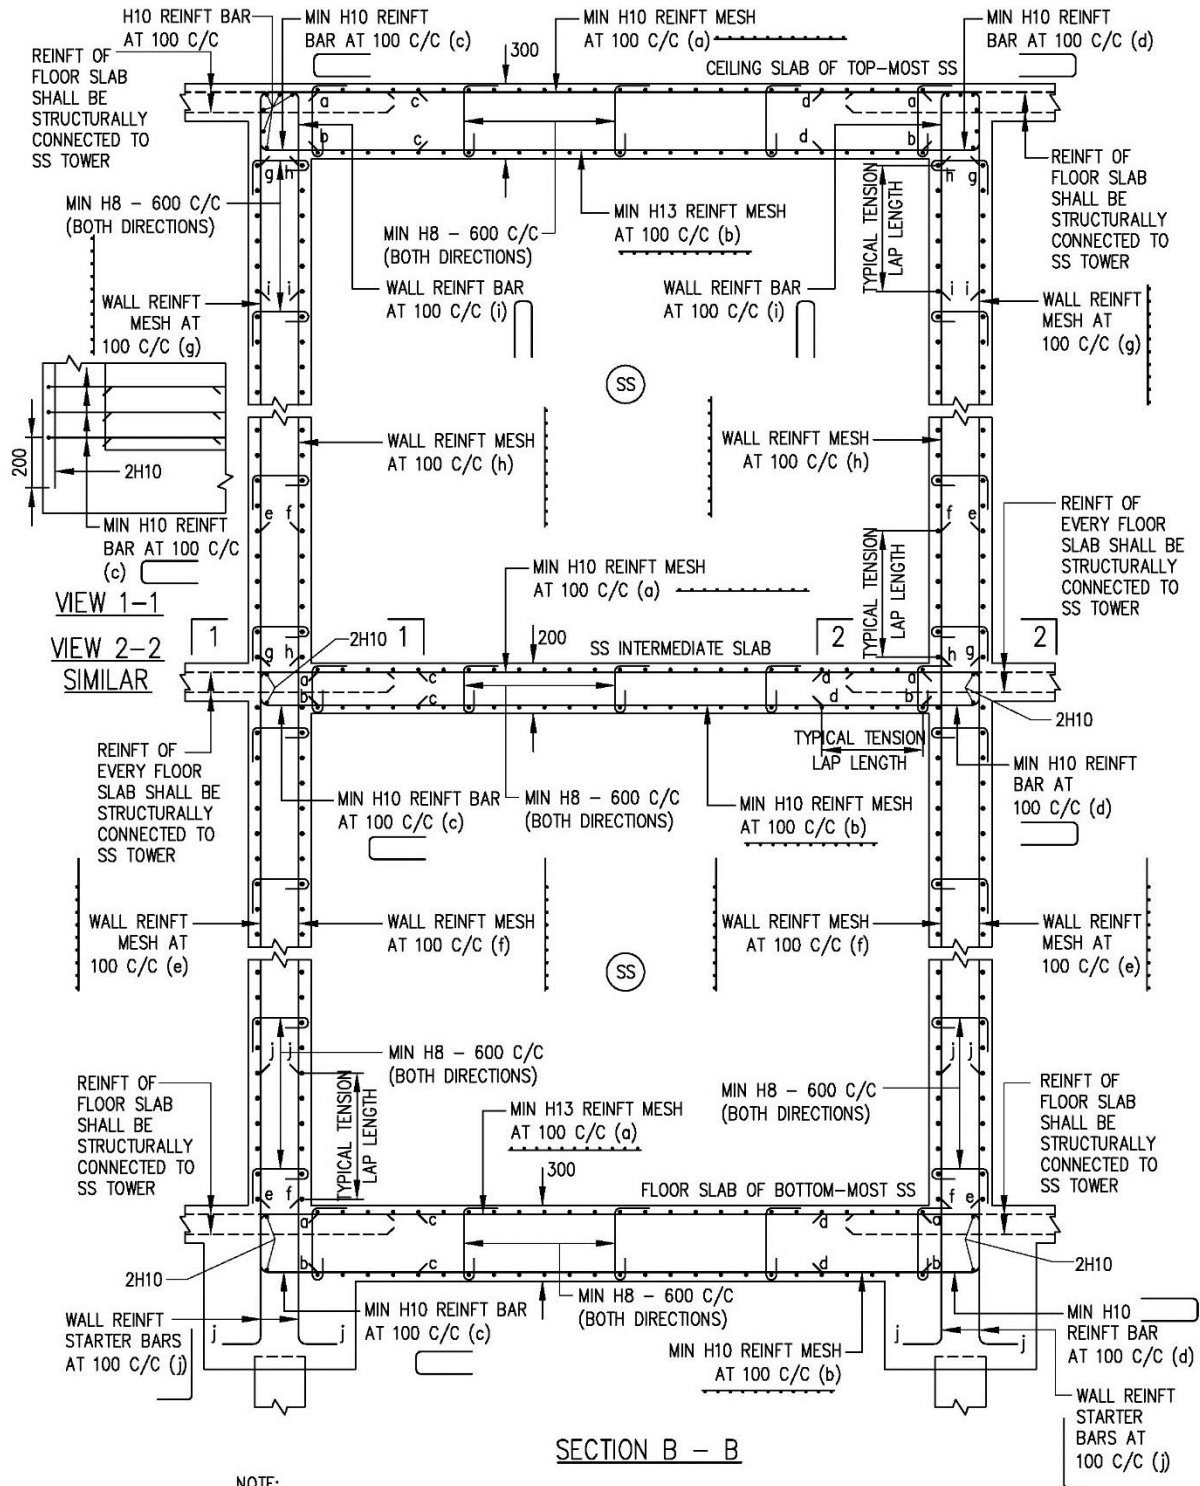 H10 REINFT BAR
AT 100 C/C
MIN H10 REINFT
BAR AT 100 C/C (c)
MIN H10 REINFT MESH
AT 100 C/C (a)
MIN H10 REINFT
BAR AT 100 C/C (d)
300
CEILING SLAB OF TOP-MOST SS
REINFT OF
FLOOR SLAB
SHALL BE
STRUCTURALLY
CONNECTED TO
SS TOWER
a
c
d
a
b
c
d
b
g h
h g
REINFT OF
FLOOR SLAB
SHALL BE
STRUCTURALLY
CONNECTED TO
SS TOWER
MIN H8 - 600 C/C
(BOTH DIRECTIONS)
MIN H8 - 600 C/C
(BOTH DIRECTIONS)
MIN H13 REINFT MESH
AT 100 C/C (b)
TYPICAL TENSION
LAP LENGTH
i i
i i
WALL REINFT
MESH AT
100 C/C (g)
WALL REINFT BAR
AT 100 C/C (i)
WALL REINFT BAR
AT 100 C/C (i)
WALL REINFT
MESH AT
100 C/C (g)
SS
200
2H10
MIN H10 REINFT
BAR AT 100 C/C
(c)
VIEW 1-1
VIEW 2-2
SIMILAR
WALL REINFT MESH
AT 100 C/C (h)
WALL REINFT MESH
AT 100 C/C (h)
e f
f e
REINFT OF
EVERY FLOOR
SLAB SHALL BE
STRUCTURALLY
CONNECTED TO
SS TOWER
TYPICAL TENSION
LAP LENGTH
MIN H10 REINFT MESH
AT 100 C/C (a)
1
1
2
2
2H10
200
SS INTERMEDIATE SLAB
g h
h g
a
c
d
a
b
c
d
b
2H10
TYPICAL TENSION
LAP LENGTH
REINFT OF
EVERY FLOOR
SLAB SHALL BE
STRUCTURALLY
CONNECTED TO
SS TOWER
MIN H10 REINFT BAR
AT 100 C/C (c)
MIN H8 - 600 C/C
(BOTH DIRECTIONS)
MIN H10 REINFT MESH
AT 100 C/C (b)
MIN H10 REINFT
BAR AT
100 C/C (d)
WALL REINFT
MESH AT
100 C/C (e)
WALL REINFT MESH
AT 100 C/C (f)
WALL REINFT MESH
AT 100 C/C (f)
WALL REINFT
MESH AT
100 C/C (e)
SS
j j
j j
MIN H8 - 600 C/C
(BOTH DIRECTIONS)
MIN H8 - 600 C/C
(BOTH DIRECTIONS)
REINFT OF
FLOOR SLAB
SHALL BE
STRUCTURALLY
CONNECTED TO
SS TOWER
TYPICAL TENSION
LAP LENGTH
MIN H13 REINFT MESH
AT 100 C/C (a)
REINFT OF
FLOOR SLAB
SHALL BE
STRUCTURALLY
CONNECTED TO
SS TOWER
300
FLOOR SLAB OF BOTTOM-MOST SS
e f
f e
a
c
d
a
b
c
d
b
2H10
2H10
WALL REINFT
STARTER BARS
AT 100 C/C (j)
j
j
MIN H10 REINFT BAR
AT 100 C/C (c)
MIN H8 - 600 C/C
(BOTH DIRECTIONS)
MIN H10 REINFT MESH
AT 100 C/C (b)
j
j
MIN H10
REINFT BAR
AT 100 C/C (d)
WALL REINFT
STARTER
BARS AT
100 C/C (j)
SECTION B - B
NOTE: